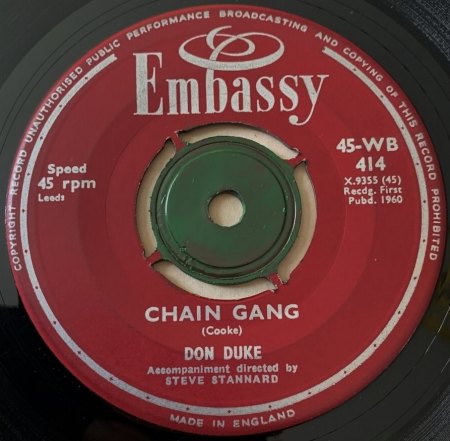 COPYRIGHT RECORD UNAUTHORISED PUBLIC PERFORMANCE BROADCASTING AND COPYING OF THIS RECORD PROHIBITED
Embassy
Speed
45 rpm
Leeds
45-WB
414
X.9355 (45)
Recdg. First
Pubd. 1960
CHAIN GANG
(Cooke)
DON DUKE
Accompaniment directed by
STEVE STANNARD
MADE IN ENGLAND